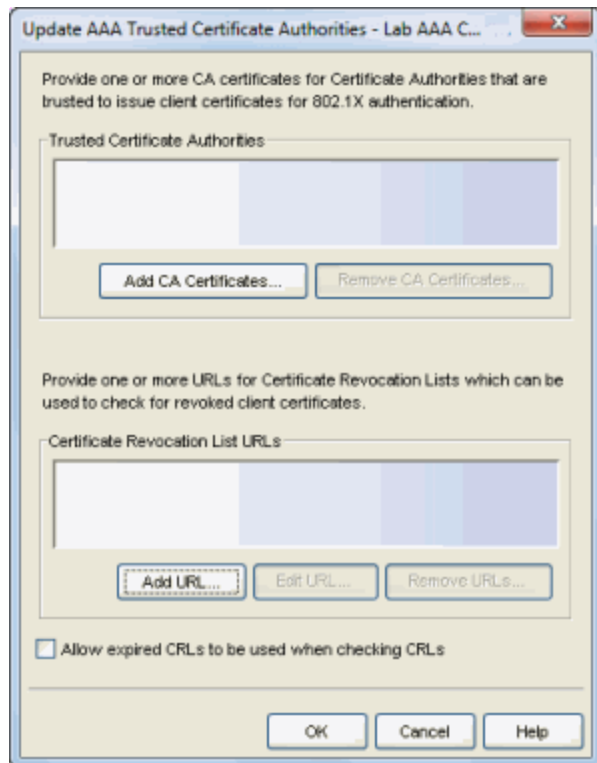 Update AAA Trusted Certificate Authorities - Lab AAA C...
Provide one or more CA certificates for Certificate Authorities that are
trusted to issue client certificates for 802.1X authentication.
Trusted Certificate Authorities
Add CA Certificates...
Remove CA Certificates...
Provide one or more URLs for Certificate Revocation Lists which can be
used to check for revoked client certificates.
Certificate Revocation List URLs
Add URL...
Edit URL...
Remove URLs...
Allow expired CRLs to be used when checking CRLs
OK
Cancel
Help